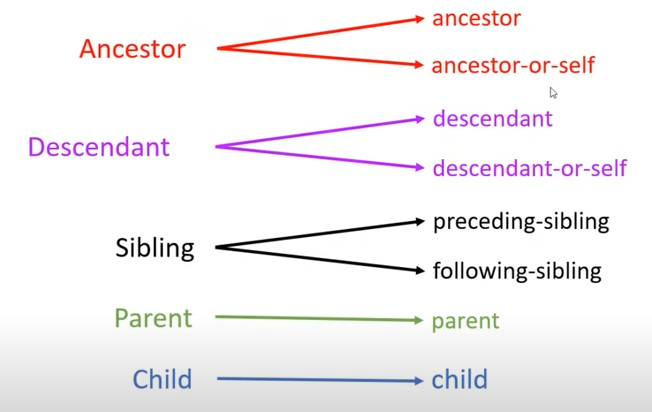 Ancestor
ancestor
ancestor-or-self
Descendant
descendant
descendant-or-self
Sibling
preceding-sibling
following-sibling
Parent
parent
Child
child